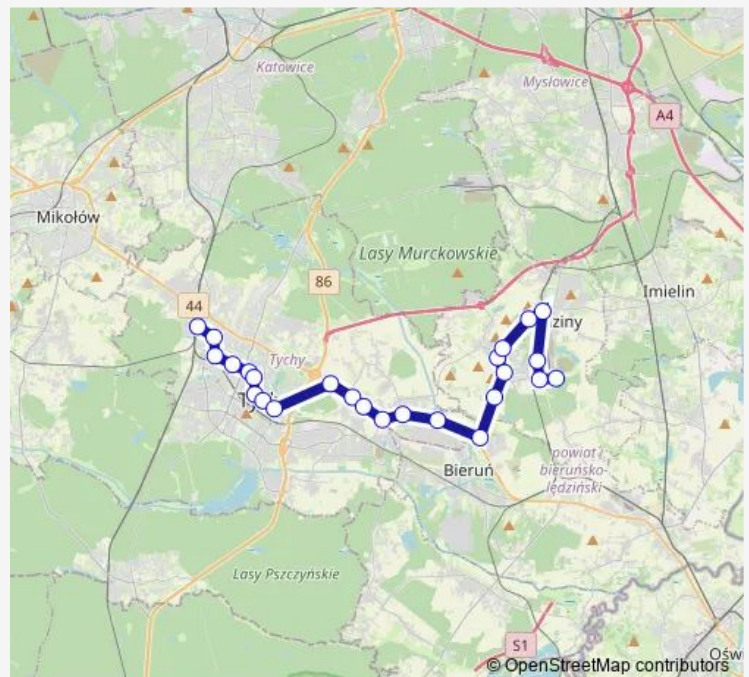 Katowice
Mysłowice
A4
Mikołów
Lasy Murckowskie
86
Imielin
44
ziny
Tychy
Ty
powiat
bieruńsko-
lędziński
Bieruń
Lasy Pszczyńskie
S1
Ośw
© OpenStreetMap contributors